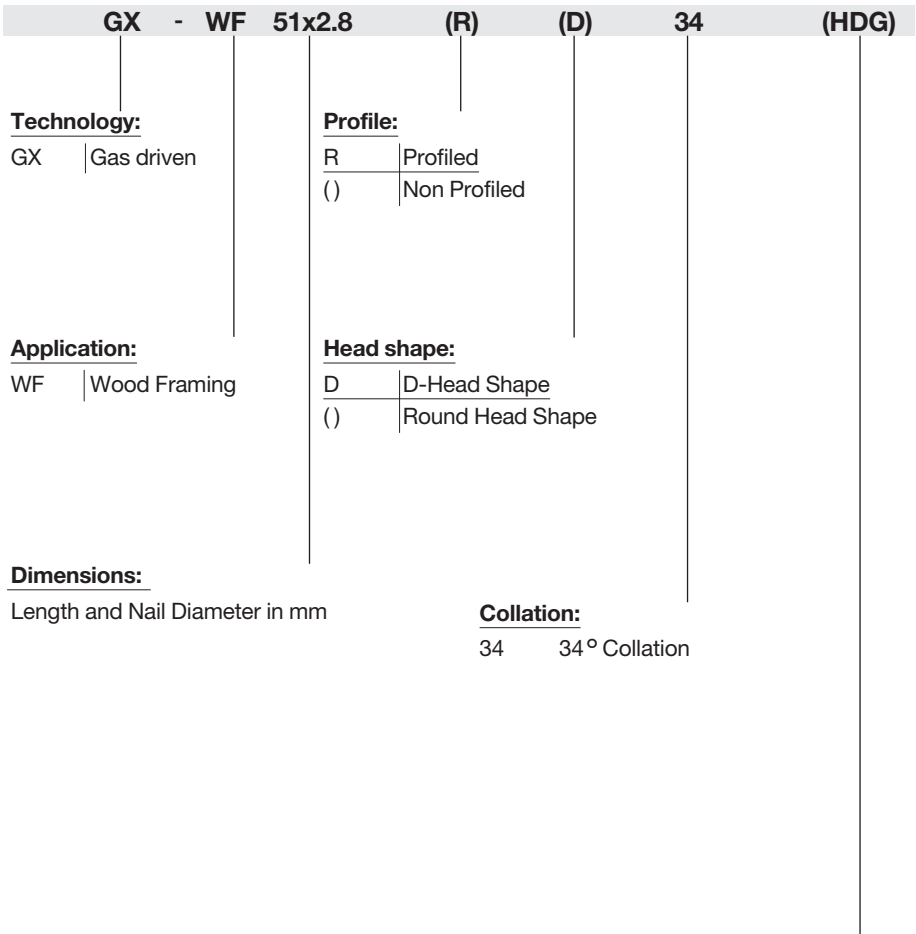 GX - WF 51x2.8 (R) (D) 34 (HDG)
Technology:
GX Gas driven
Profile:
R Profiled
( ) Non Profiled
Application:
WF Wood Framing
Head shape:
D D-Head Shape
( ) Round Head Shape
Dimensions:
Length and Nail Diameter in mm
Collation:
34 34° Collation